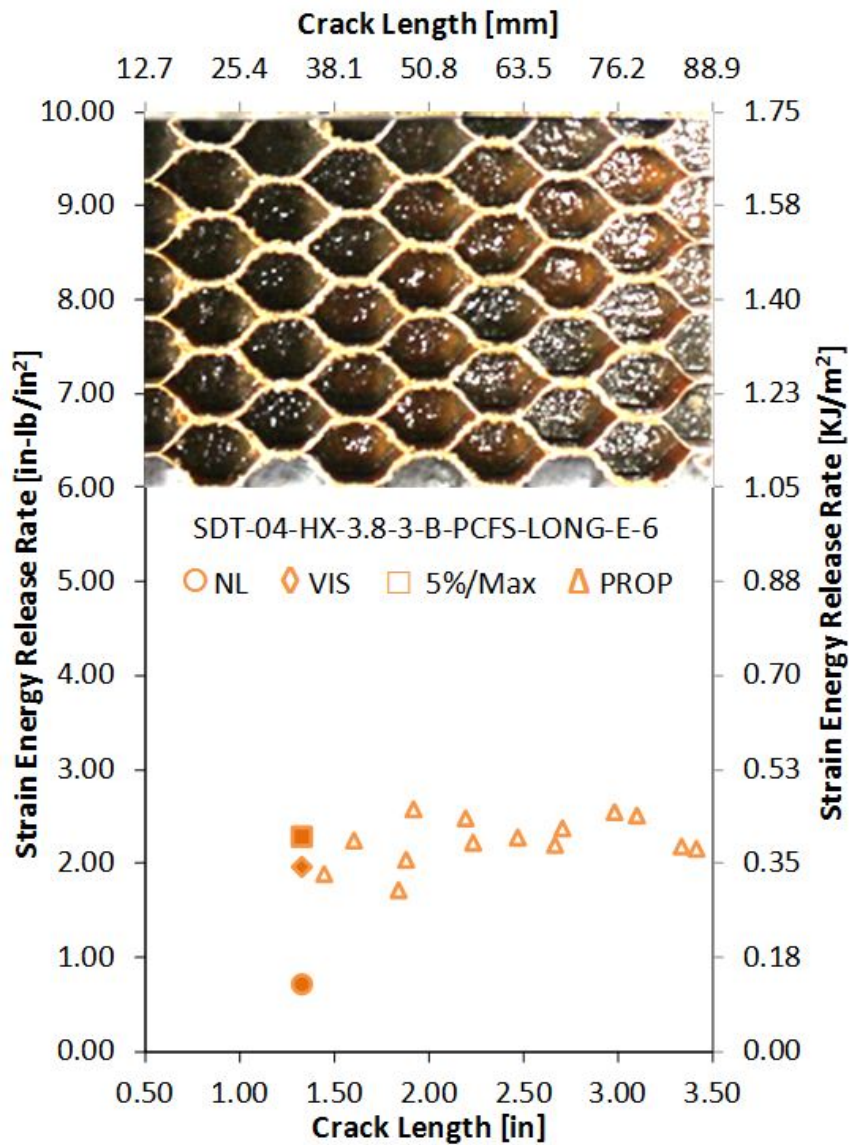 Crack Length [mm]
12.7 25.4 38.1 50.8 63.5 76.2 88.9
Strain Energy Release Rate [in-lb/in²]
10.00
9.00
8.00
7.00
6.00
5.00
4.00
3.00
2.00
1.00
0.00
SDT-04-HX-3.8-3-B-PCFS-LONG-E-6
NL VIS 5%/Max PROP
1.75
1.58
1.40
1.23
1.05
0.88
0.70
0.53
0.35
0.18
0.00
Strain Energy Release Rate [KJ/m²]
0.50 1.00 1.50 2.00 2.50 3.00 3.50
Crack Length [in]